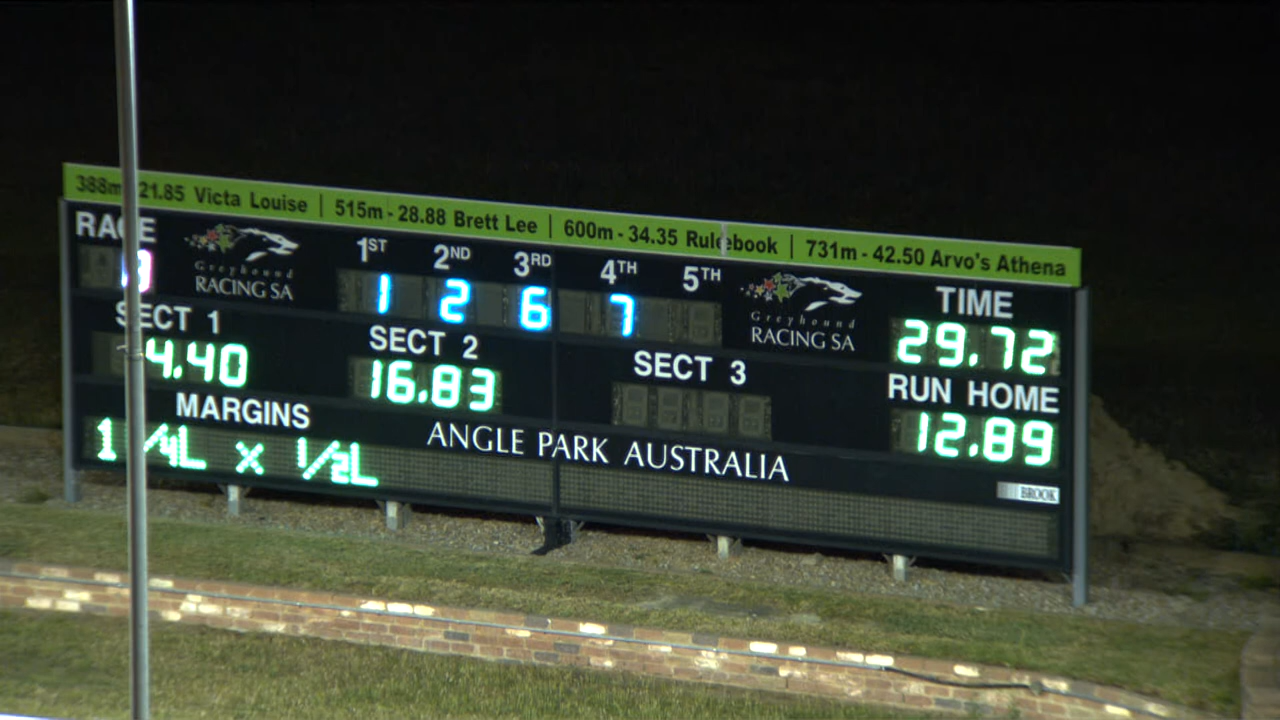 388m 21.85 Victa Louise | 515m - 28.88 Brett Lee | 600m - 34.35 Rulebook | 731m - 42.50 Arvo's Athena
RACE
Greyhound
RACING SA
1ST 2ND 3RD 4TH 5TH
1 2 6 7
Greyhound
RACING SA
TIME
29.72
SECT 1
4.40
SECT 2
16.83
SECT 3
RUN HOME
12.89
MARGINS
1 1/4L x 1/2L
ANGLE PARK AUSTRALIA
BROOK